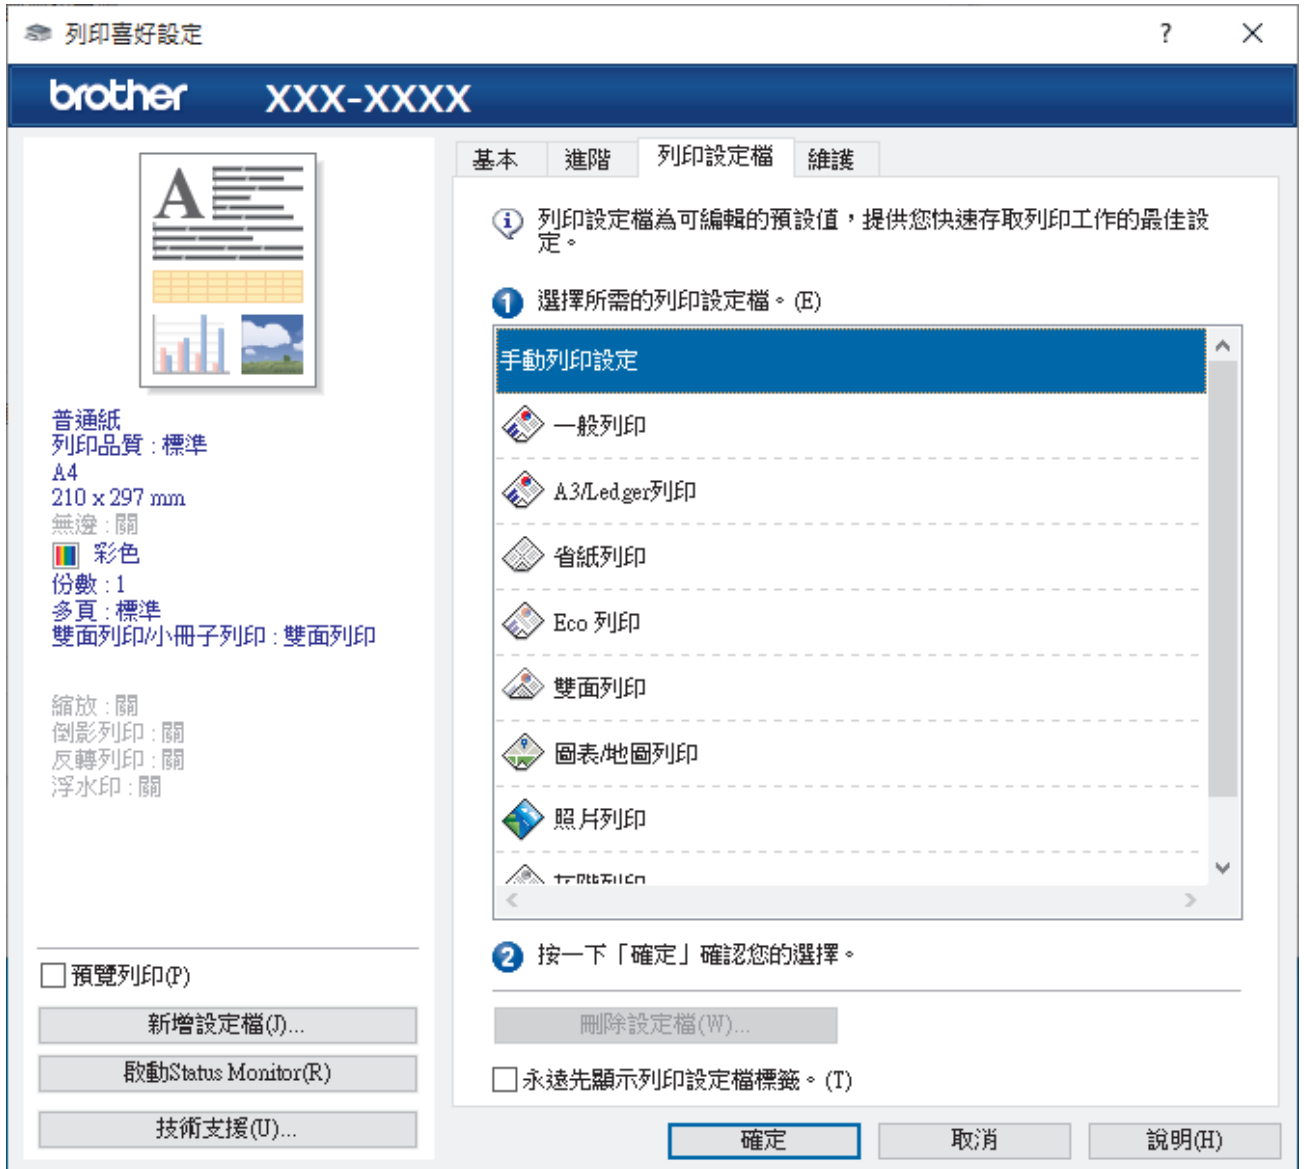 列印喜好設定
?
brother XXX-XXXX
A
普通紙
列印品質 : 標準
A4
210 x 297 mm
無邊 : 關
彩色
份數 : 1
多頁 : 標準
雙面列印/小冊子列印 : 雙面列印
縮放 : 關
倒影列印 : 關
反轉列印 : 關
浮水印 : 關
預覽列印(P)
新增設定檔(J)...
啟動Status Monitor(R)
技術支援(U)...
基本 進階 列印設定檔 維護
列印設定檔為可編輯的預設值，提供您快速存取列印工作的最佳設
定。
1 選擇所需的列印設定檔。(E)
手動列印設定
一般列印
A3/Ledger列印
省紙列印
Eco 列印
雙面列印
圖表/地圖列印
照片列印
灰階列印
2 按一下「確定」確認您的選擇。
刪除設定檔(W)...
永遠先顯示列印設定檔標籤。(T)
確定 取消 說明(H)